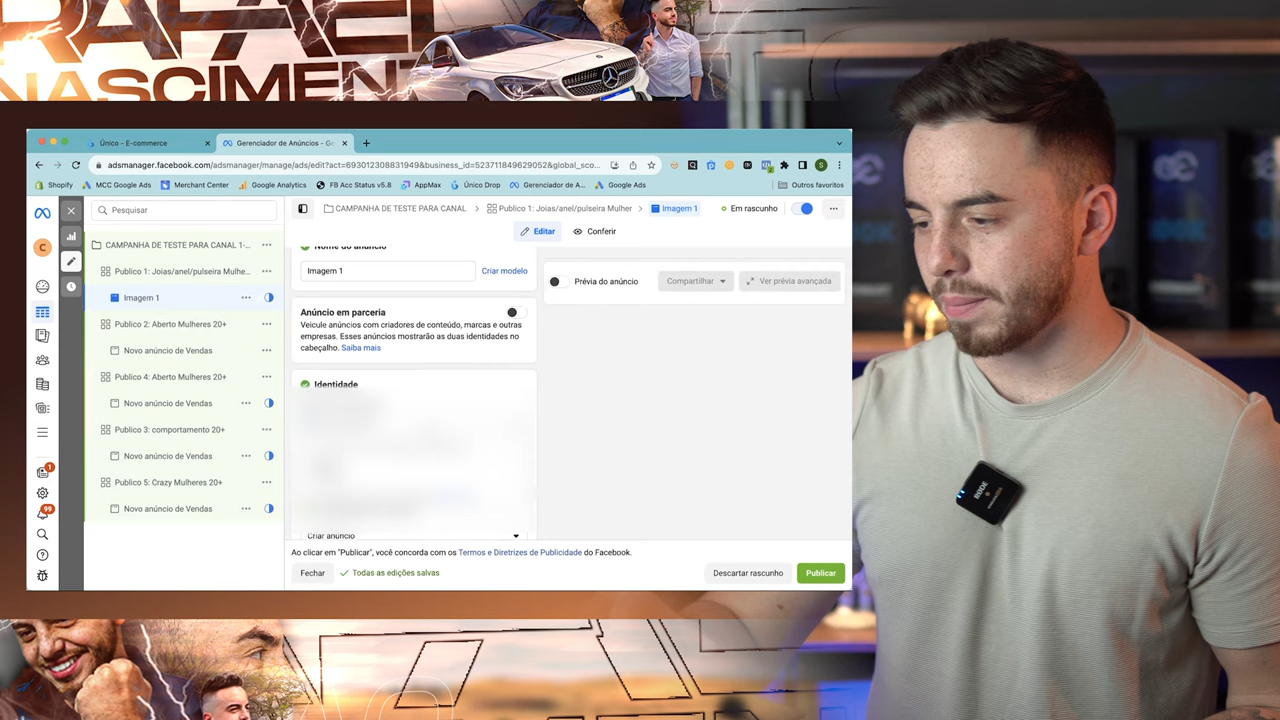 RAFAEL
NASCIMENT
Único - E-commerce
Gerenciador de Anúncios - Ge
adsmanager.facebook.com/adsmanager/manage/ads/edit?act=693012308831949&business_id=523711849629052&global_sco...
S
Shopify
MCC Google Ads
Merchant Center
Google Analytics
FB Acc Status v5.8
AppMax
Único Drop
Gerenciador de A...
Google Ads
Outros favoritos
Pesquisar
CAMPANHA DE TESTE PARA CANAL
Publico 1: Joias/anel/pulseira Mulher
Imagem 1
Em rascunho
Editar
Conferir
C
CAMPANHA DE TESTE PARA CANAL 1-...
Publico 1: Joias/anel/pulseira Mulhe...
Imagem 1
Publico 2: Aberto Mulheres 20+
Novo anúncio de Vendas
Publico 4: Aberto Mulheres 20+
Novo anúncio de Vendas
Publico 3: comportamento 20+
Novo anúncio de Vendas
Publico 5: Crazy Mulheres 20+
Novo anúncio de Vendas
1
99
Nome do anúncio
Imagem 1
Criar modelo
Anúncio em parceria
Veicule anúncios com criadores de conteúdo, marcas e outras
empresas. Esses anúncios mostrarão as duas identidades no
cabeçalho. Saiba mais
Identidade
Criar anúncio
Prévia do anúncio
Compartilhar
Ver prévia avançada
Ao clicar em "Publicar", você concorda com os Termos e Diretrizes de Publicidade do Facebook.
Fechar
Todas as edições salvas
Descartar rascunho
Publicar
RØDE